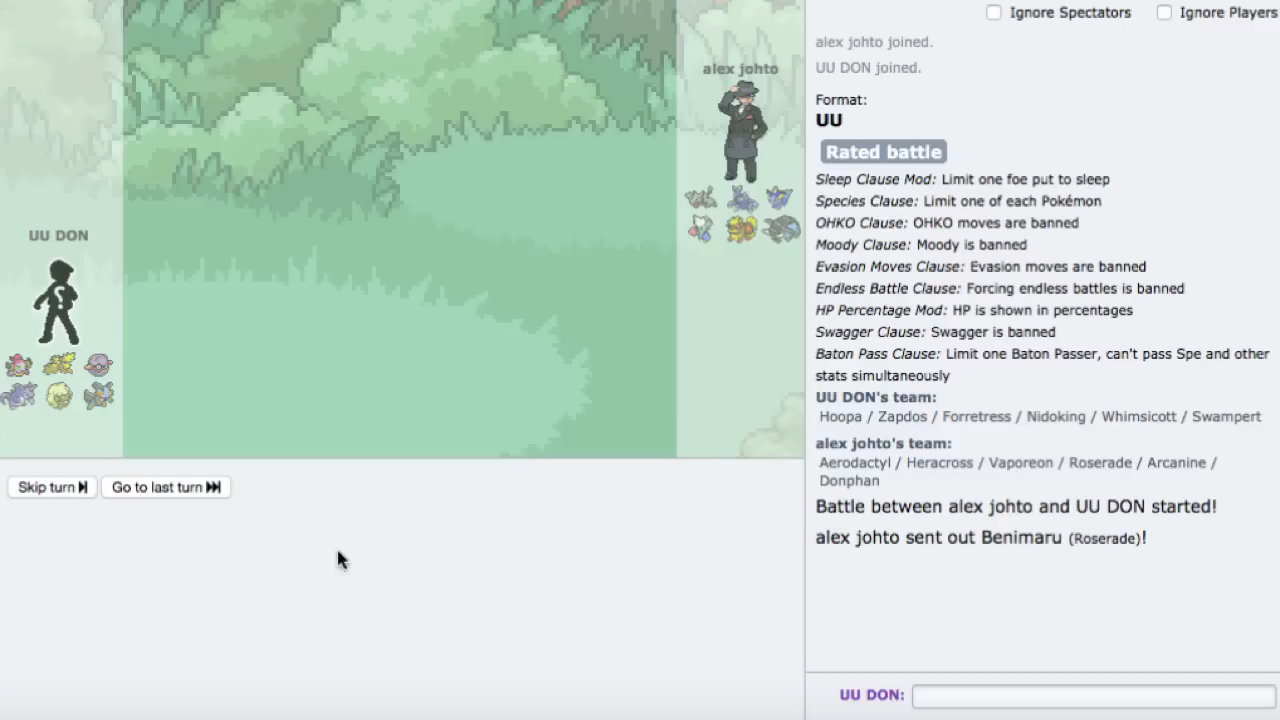 Ignore Spectators Ignore Players
alex johto joined.
UU DON joined.
Format:
UU
Rated battle
Sleep Clause Mod: Limit one foe put to sleep
Species Clause: Limit one of each Pokémon
OHKO Clause: OHKO moves are banned
Moody Clause: Moody is banned
Evasion Moves Clause: Evasion moves are banned
Endless Battle Clause: Forcing endless battles is banned
HP Percentage Mod: HP is shown in percentages
Swagger Clause: Swagger is banned
Baton Pass Clause: Limit one Baton Passer, can't pass Spe and other
stats simultaneously
UU DON's team:
Hoopa / Zapdos / Forretress / Nidoking / Whimsicott / Swampert
alex johto's team:
Aerodactyl / Heracross / Vaporeon / Roserade / Arcanine /
Donphan
Battle between alex johto and UU DON started!
alex johto sent out Benimaru (Roserade)!
UU DON:
alex johto
UU DON
Skip turn Go to last turn